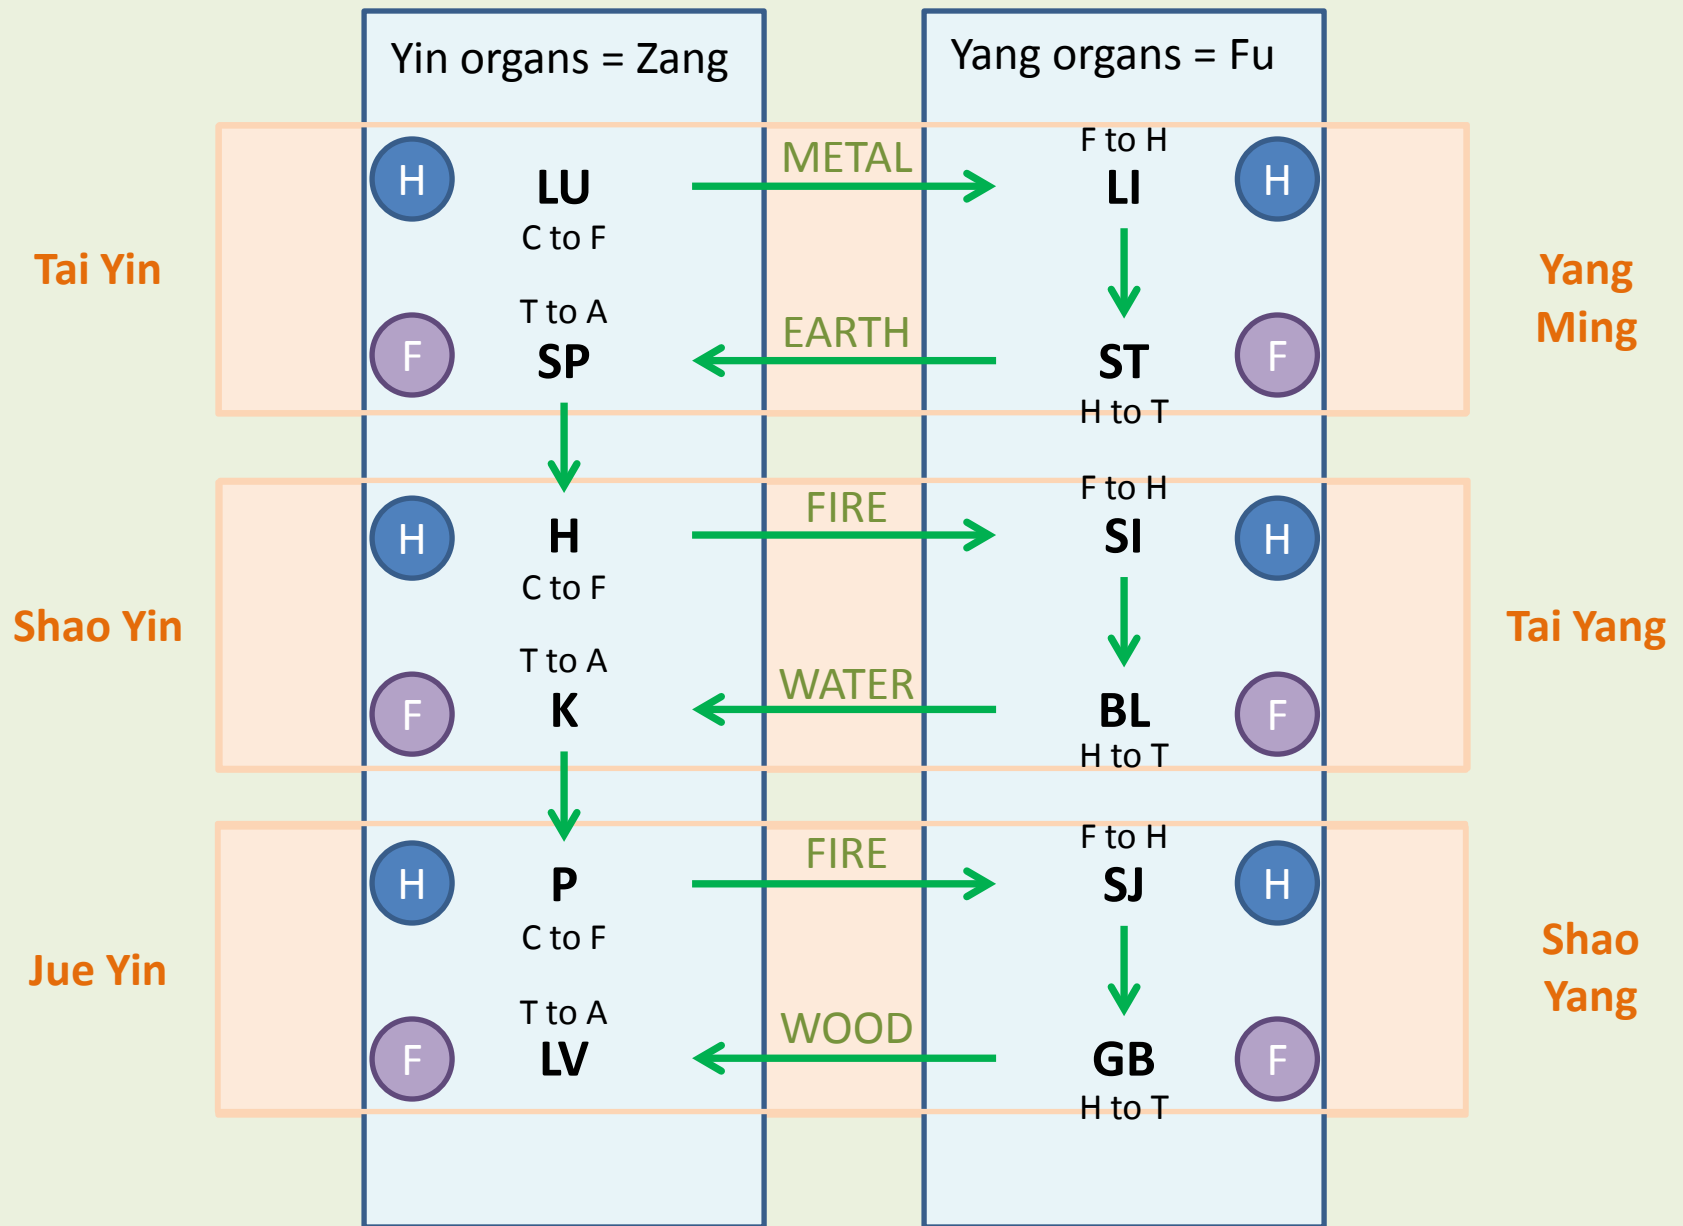 Yin organs = Zang
Yang organs = Fu
Tai Yin
H
LU
C to F
METAL
F to H
LI
H
F
T to A
SP
EARTH
ST
H to T
F
Yang
Ming
Shao Yin
H
H
C to F
FIRE
F to H
SI
H
F
T to A
K
WATER
BL
H to T
F
Tai Yang
Jue Yin
H
P
C to F
FIRE
F to H
SJ
H
F
T to A
LV
WOOD
GB
H to T
F
Shao
Yang